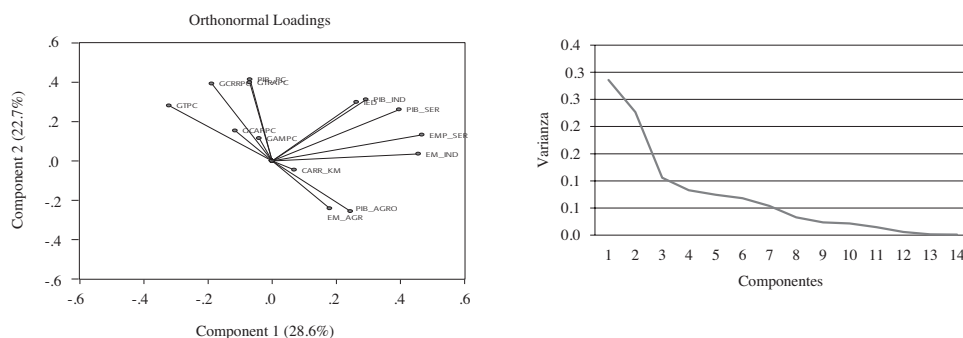 Orthonormal Loadings
Component 2 (22.7%)
.6
.4
.2
.0
-.2
-.4
-.6
PIB_PC
GCRRPC
GTRAPC
GTPC
PIB_IND
IED
PIB_SER
GCAPPC
GAMPC
EMP_SER
EM_IND
CARR_KM
PIB_AGRO
EM_AGR
-.6 -.4 -.2 .0 .2 .4 .6
Component 1 (28.6%)
Varianza
0.4
0.3
0.3
0.2
0.2
0.1
0.1
0.0
1 2 3 4 5 6 7 8 9 10 11 12 13 14
Componentes